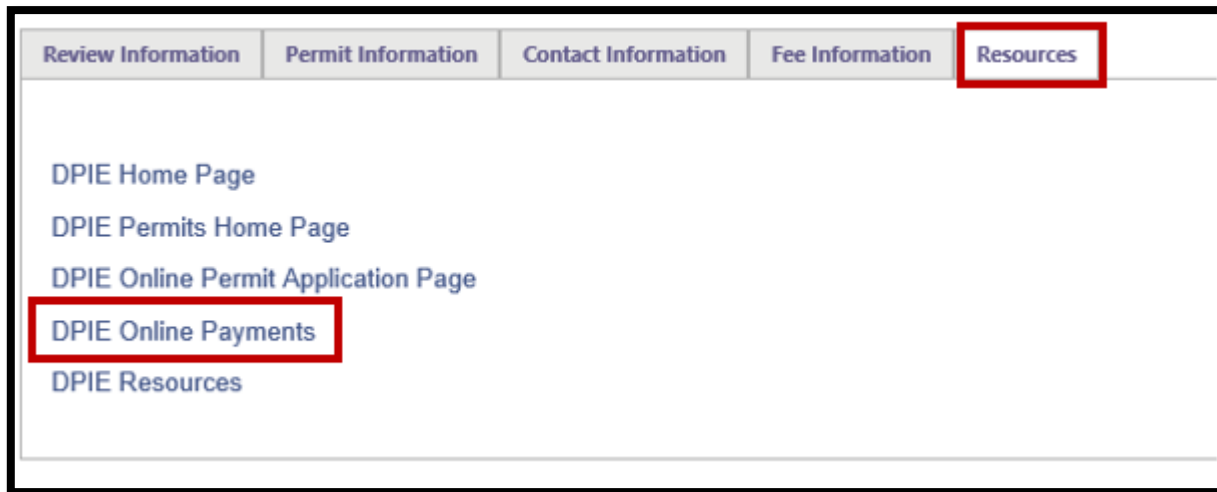 Review Information Permit Information Contact Information Fee Information Resources
DPIE Home Page
DPIE Permits Home Page
DPIE Online Permit Application Page
DPIE Online Payments
DPIE Resources